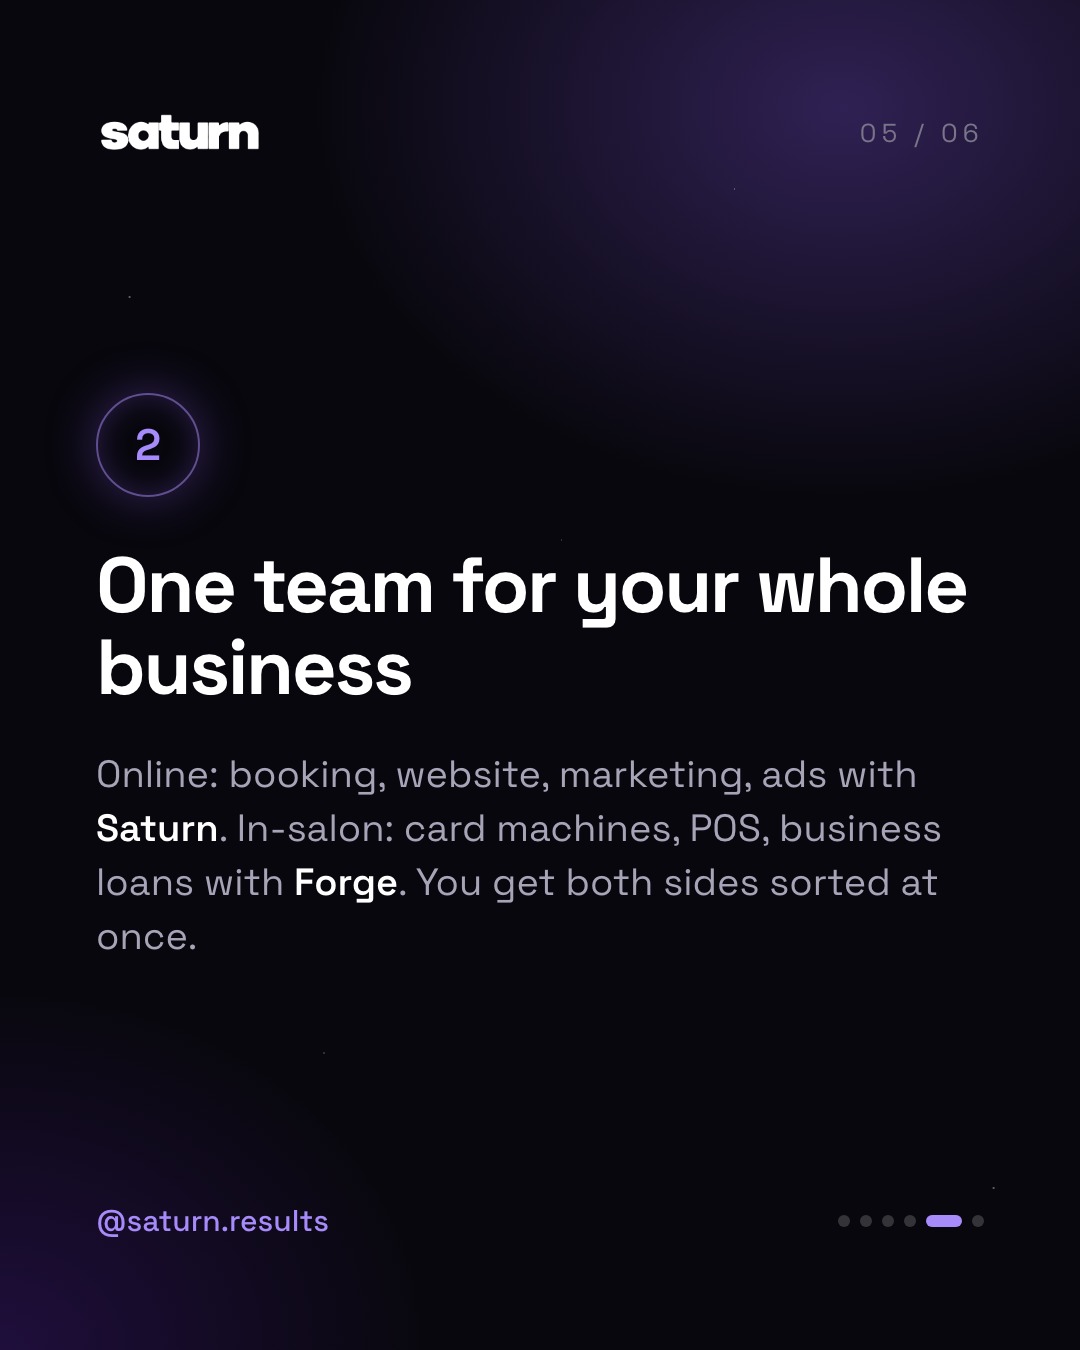 saturn
05 / 06
2
One team for your whole
business
Online: booking, website, marketing, ads with
Saturn. In-salon: card machines, POS, business
loans with Forge. You get both sides sorted at
once.
@saturn.results